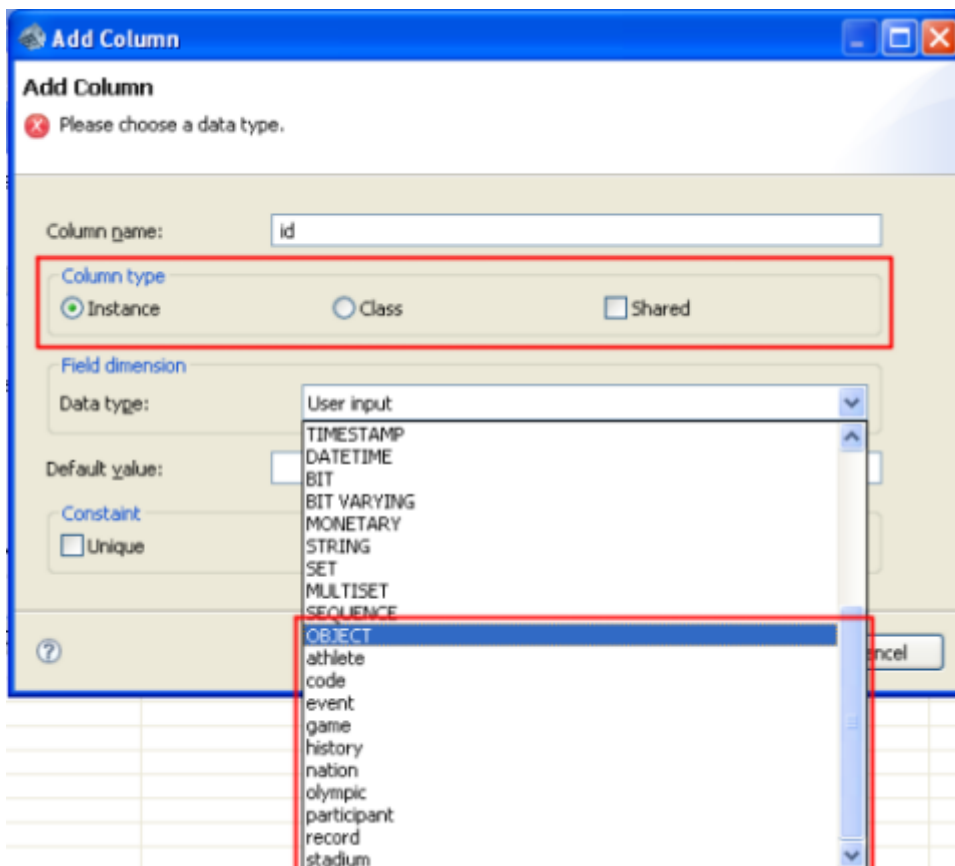 Add Column
Add Column
Please choose a data type.
Column name: id
Column type
Instance Class Shared
Field dimension
Data type: User input
TIMESTAMP
DATETIME
Default value:
BIT
BIT VARYING
Constaint
MONETARY
Unique STRING
SET
MULTISET
SEQUENCE
OBJECT
athlete
code
event
game
history
nation
olympic
participant
record
stadium